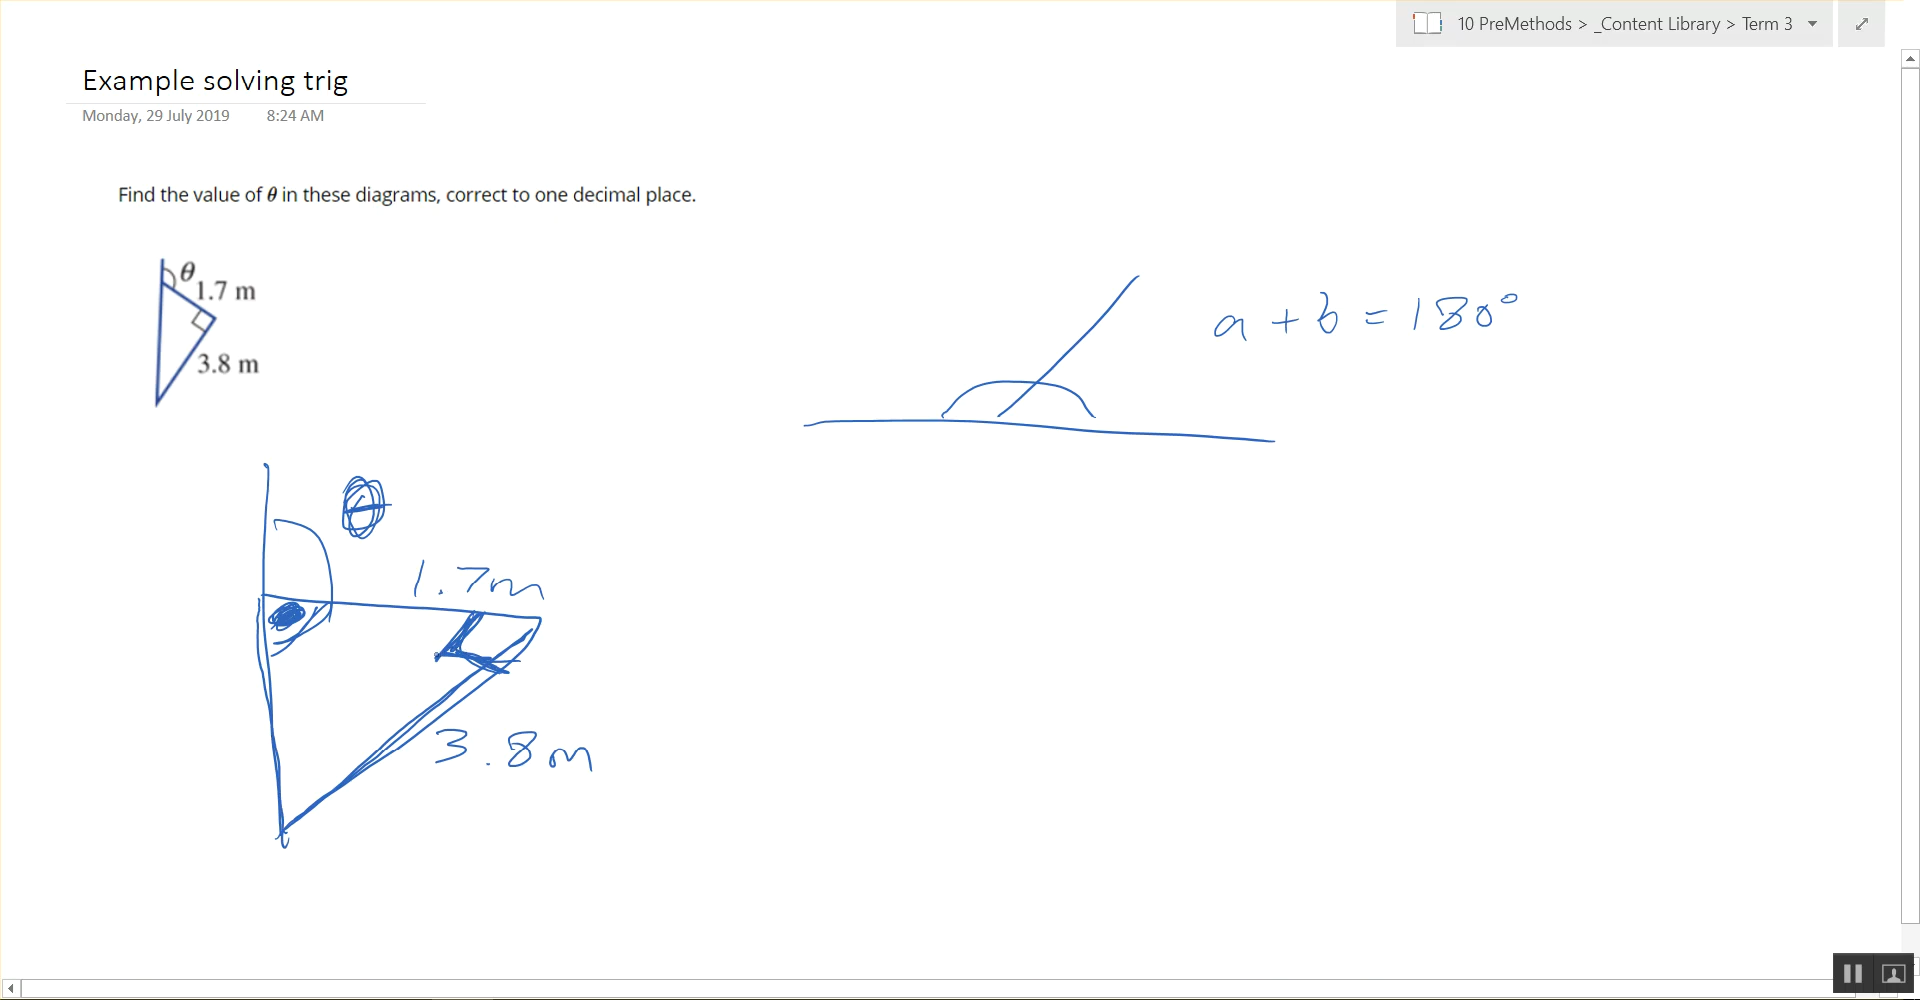 10 PreMethods > _Content Library > Term 3
Example solving trig
Monday, 29 July 2019 8:24 AM
Find the value of θ in these diagrams, correct to one decimal place.
θ
1.7 m
3.8 m
a + b = 180°
θ
1.7m
3.8m